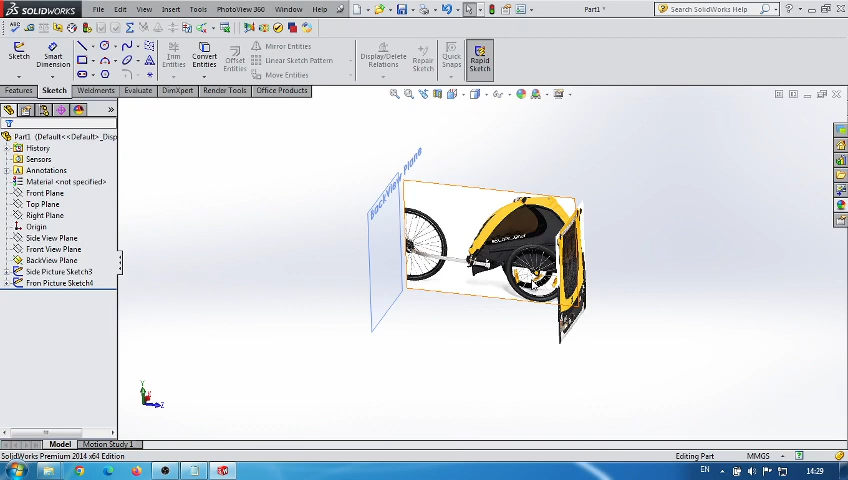 SOLIDWORKS File Edit View Insert Tools PhotoView 360 Window Help Part1 * Search SolidWorks Help
Sketch Smart Dimension Trim Entities Convert Entities Offset Entities Mirror Entities Linear Sketch Pattern Move Entities Display/Delete Relations Repair Sketch Quick Snaps Rapid Sketch
Features Sketch Weldments Evaluate DimXpert Render Tools Office Products
Part1 (Default<<Default>_Disp
History
Sensors
Annotations
Material <not specified>
Front Plane
Top Plane
Right Plane
Origin
Side View Plane
Front View Plane
BackView Plane
Side Picture Sketch3
Fron Picture Sketch4
BackView Plane
Y
Z
Model Motion Study 1
SolidWorks Premium 2014 x64 Edition Editing Part MMGS
EN 14:29